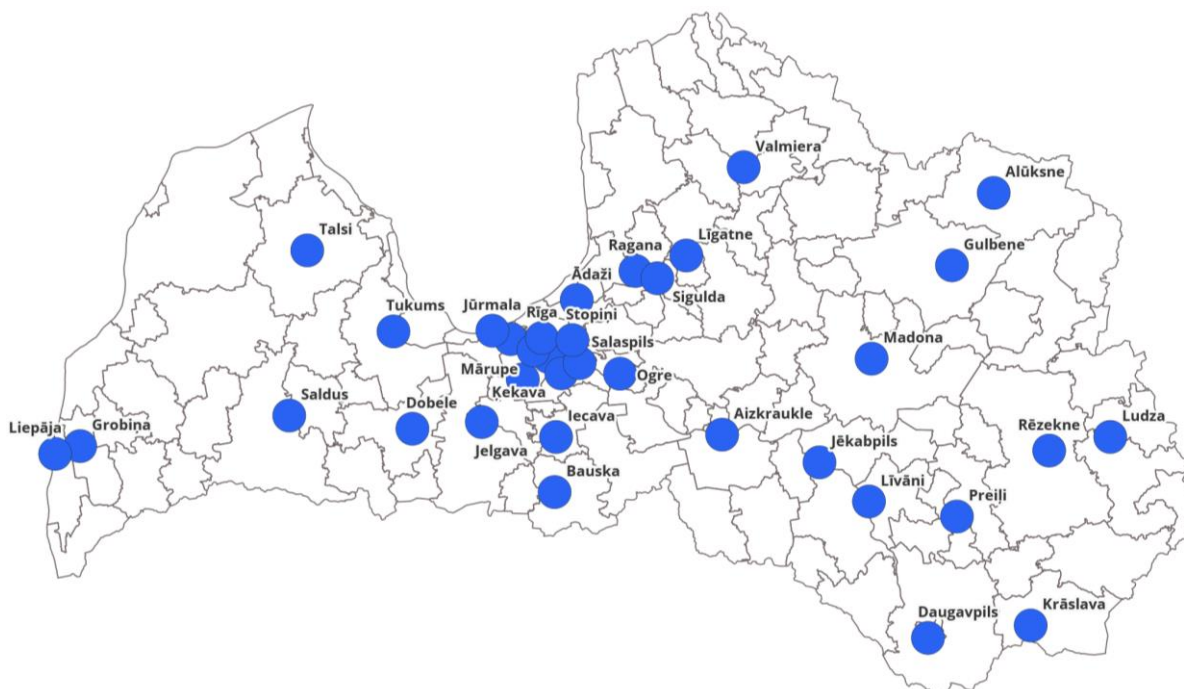 Valmiera
Alūksne
Talsi
Līgatne
Ragana
Gulbene
Ādaži
Sigulda
Tukums
Jūrmala
Rīga
Stopiņi
Salaspils
Madona
Mārupe
Ķekava
Ogre
Saldus
Dobele
Iecava
Aizkraukle
Ludza
Liepāja
Grobiņa
Rēzekne
Jēkabpils
Jelgava
Bauska
Līvāni
Preiļi
Daugavpils
Krāslava